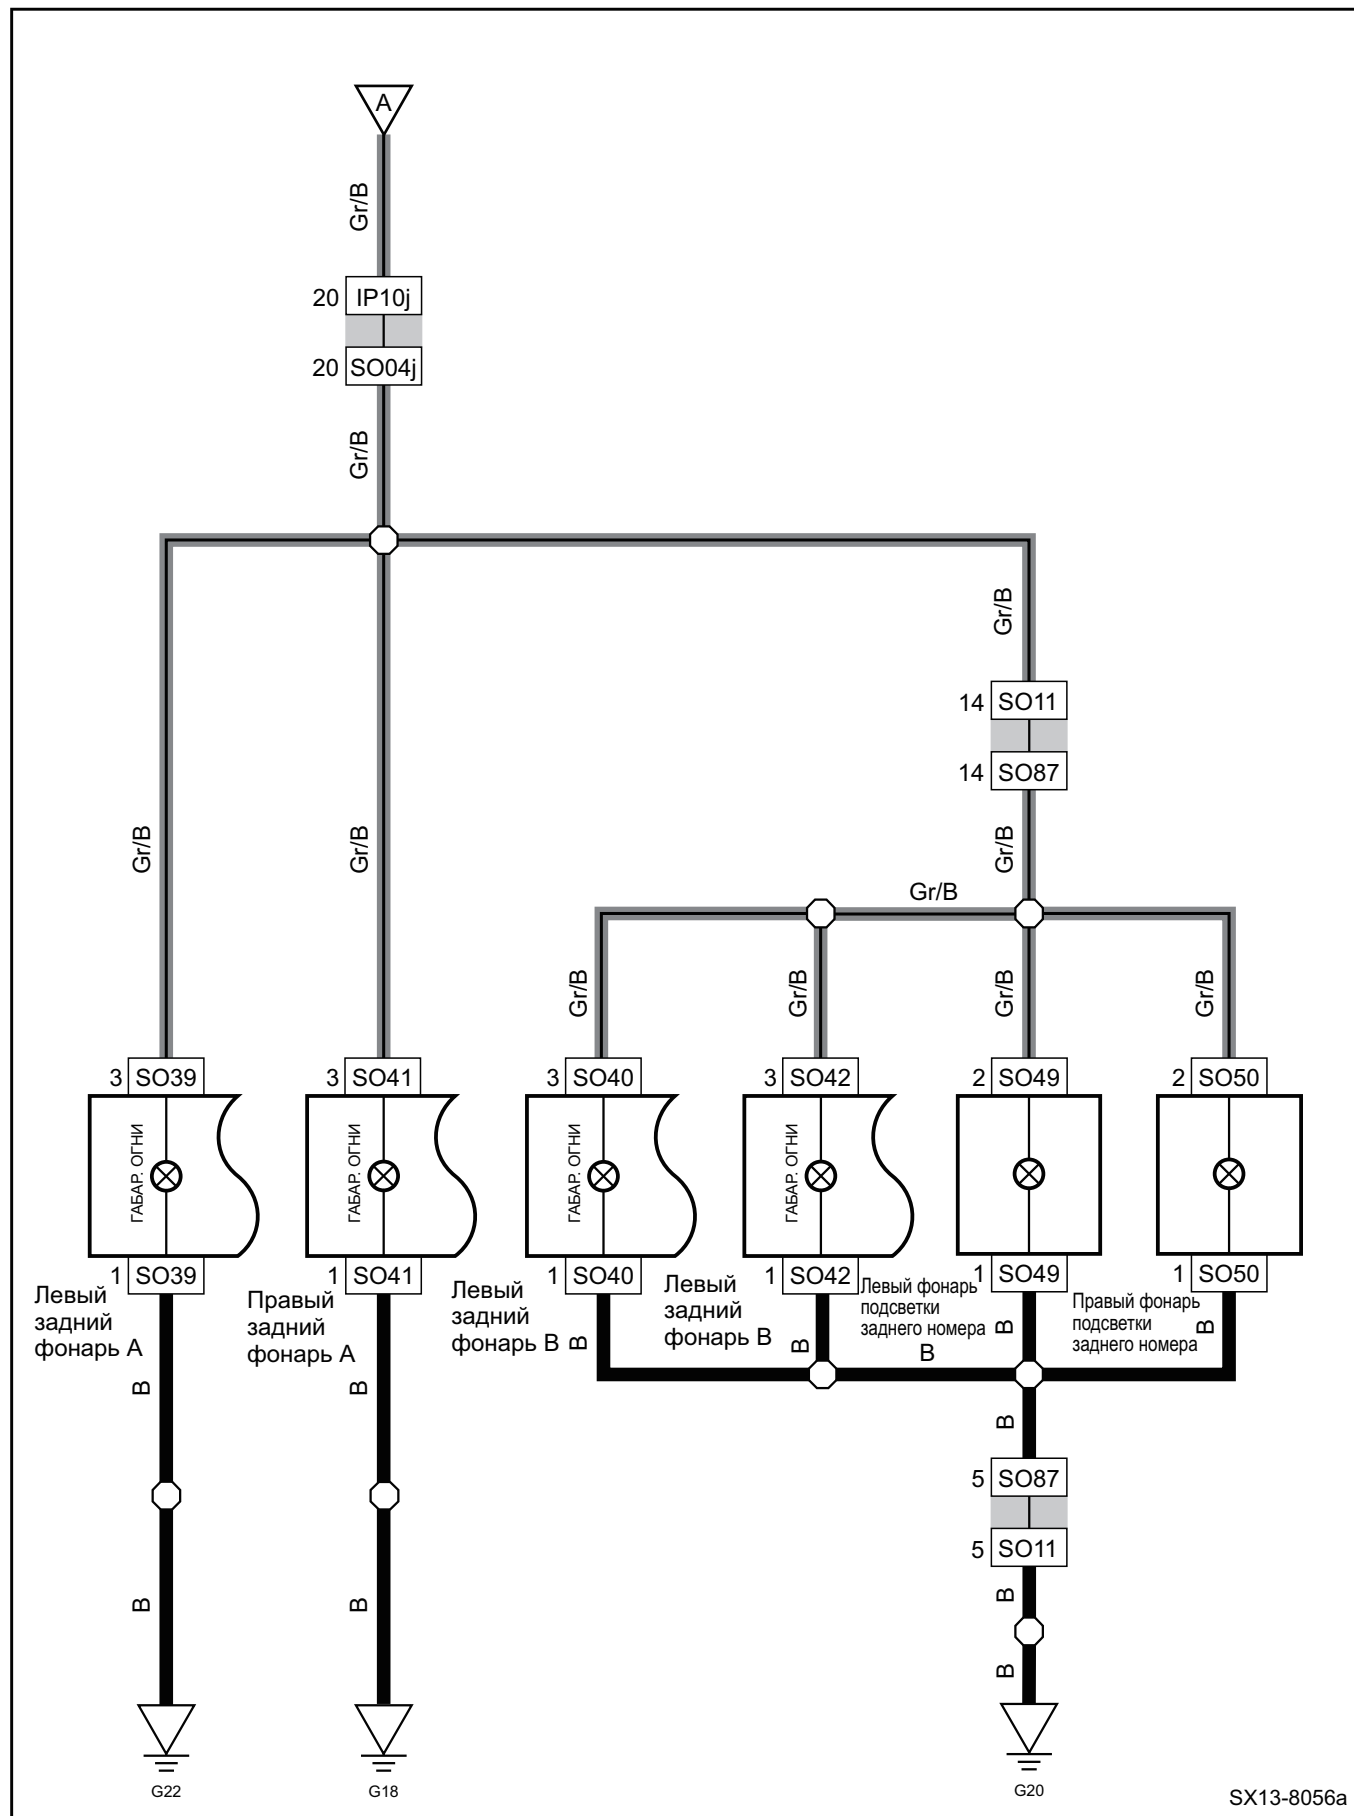 A
Gr/B
20 IP10j
20 SO04j
Gr/B
Gr/B
14 SO11
14 SO87
Gr/B
Gr/B
Gr/B
Gr/B
Gr/B
Gr/B
Gr/B
Gr/B
3 SO39
3 SO41
3 SO40
3 SO42
2 SO49
2 SO50
ГАБАР. ОГНИ
ГАБАР. ОГНИ
ГАБАР. ОГНИ
ГАБАР. ОГНИ
1 SO39
1 SO41
1 SO40
1 SO42
1 SO49
1 SO50
Левый
задний
фонарь A
Правый
задний
фонарь A
Левый
задний
фонарь B
Левый
задний
фонарь B
Левый фонарь
подсветки
заднего номера
Правый фонарь
подсветки
заднего номера
B
B
B
B
B
B
B
B
5 SO87
5 SO11
B
B
B
B
G22
G18
G20
SX13-8056a